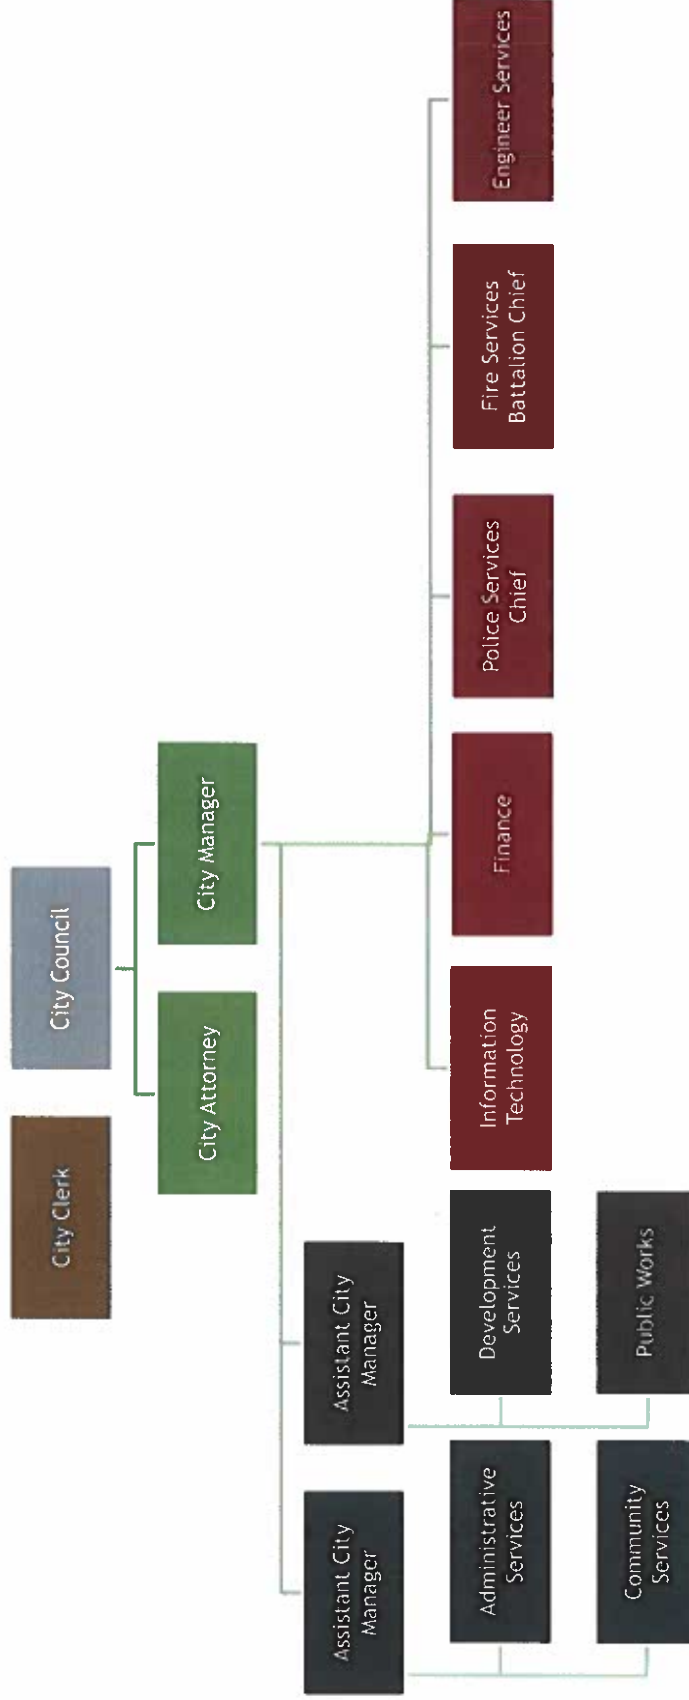 City Clerk
City Council
City Attorney
City Manager
Assistant City
Manager
Assistant City
Manager
Administrative
Services
Development
Services
Information
Technology
Finance
Police Services
Chief
Fire Services
Battalion Chief
Engineer Services
Community
Services
Public Works